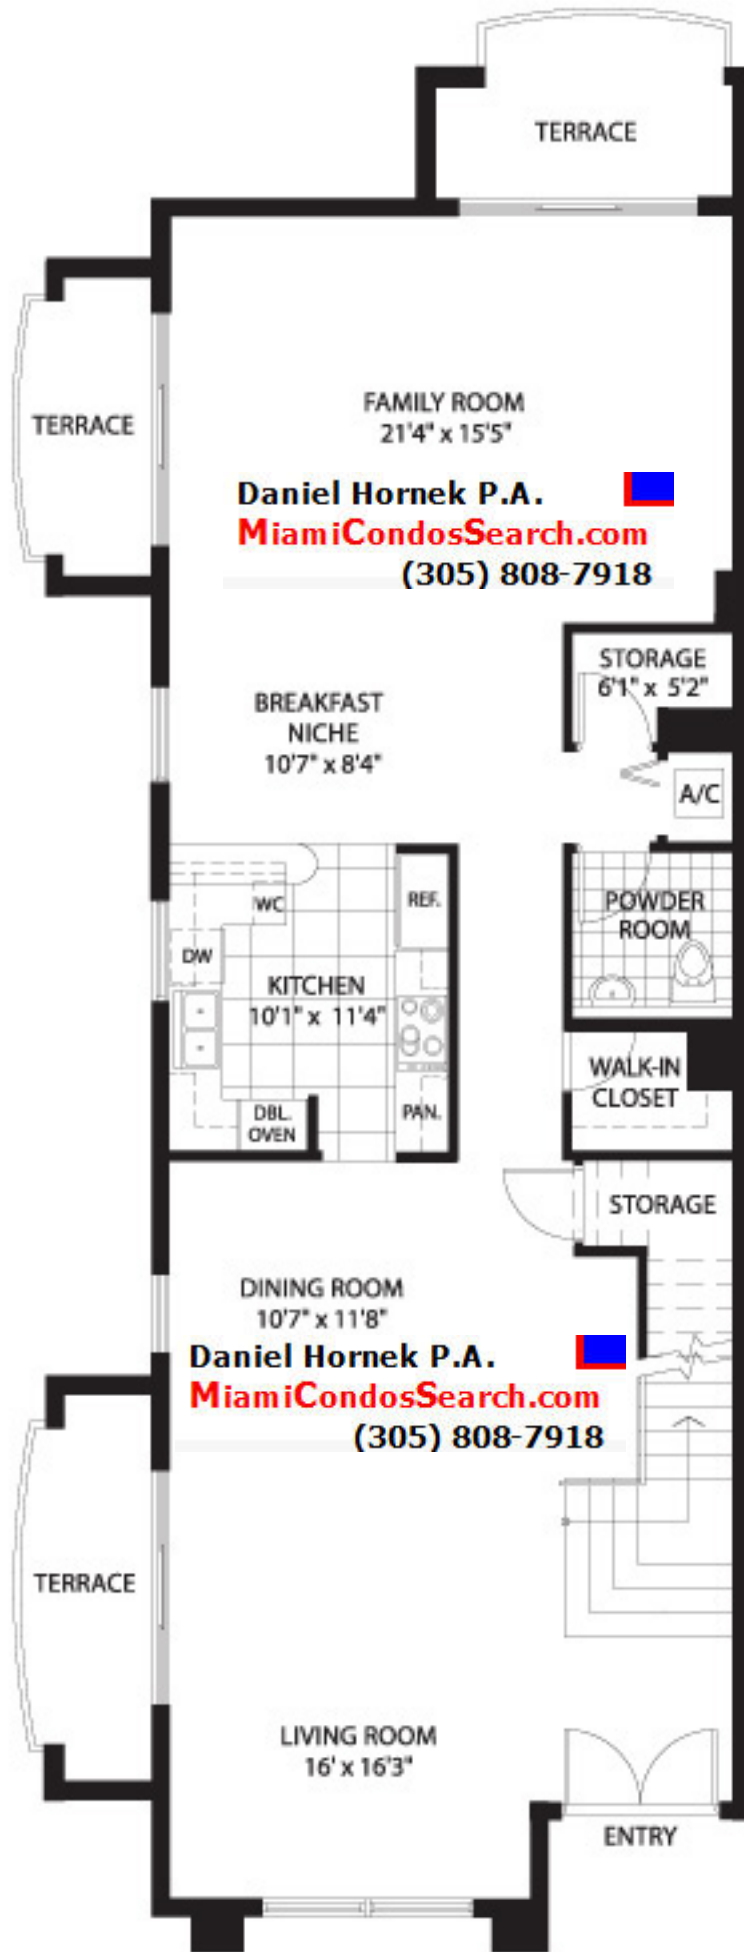 TERRACE
TERRACE
FAMILY ROOM
21'4" x 15'5"
Daniel Hornek P.A.
MiamiCondosSearch.com
(305) 808-7918
STORAGE
6'1" x 5'2"
BREAKFAST
NICHE
10'7" x 8'4"
A/C
WC
REF.
POWDER
ROOM
DW
KITCHEN
10'1" x 11'4"
WALK-IN
CLOSET
DBL.
OVEN
PAN.
STORAGE
DINING ROOM
10'7" x 11'8"
Daniel Hornek P.A.
MiamiCondosSearch.com
(305) 808-7918
TERRACE
LIVING ROOM
16' x 16'3"
ENTRY